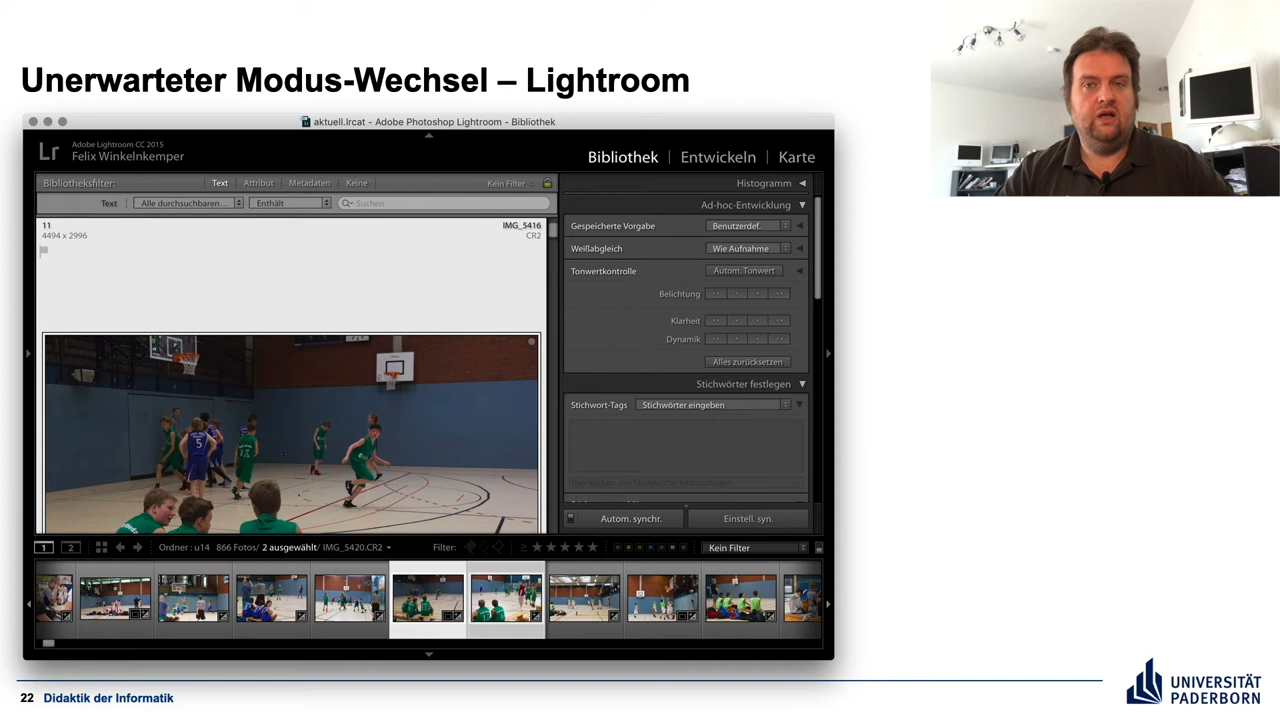 Unerwarteter Modus-Wechsel – Lightroom
aktuell.lrcat - Adobe Photoshop Lightroom - Bibliothek
Lr
Adobe Lightroom CC 2015
Felix Winkelnkemper
Bibliothek | Entwickeln | Karte
Bibliotheksfilter: Text Attribut Metadaten Keine Kein Filter
Text Alle durchsuchbaren... Enthält Suchen
11 IMG_5416
4494 x 2996 CR2
5
Histogramm
Ad-hoc-Entwicklung
Gespeicherte Vorgabe Benutzerdef.
Weißabgleich Wie Aufnahme
Tonwertkontrolle Autom. Tonwert
Belichtung
Klarheit
Dynamik
Alles zurücksetzen
Stichwörter festlegen
Stichwort-Tags Stichwörter eingeben
Autom. synchr. Einstell. syn.
1 2 Ordner : u14 866 Fotos/ 2 ausgewählt/ IMG_5420.CR2 Filter: ≥ Kein Filter
22 Didaktik der Informatik
UNIVERSITÄT
PADERBORN